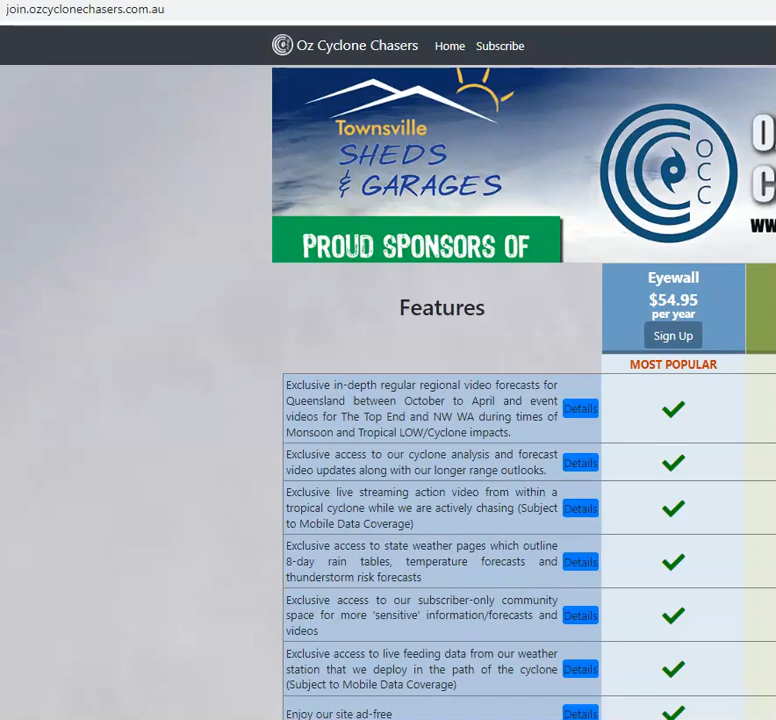 join.ozcyclonechasers.com.au
Oz Cyclone Chasers Home Subscribe
Townsville
SHEDS
& GARAGES
PROUD SPONSORS OF
OCC
O
C
WW
Features
Eyewall
$54.95
per year
Sign Up
MOST POPULAR
Exclusive in-depth regular regional video forecasts for
Queensland between October to April and event
videos for The Top End and NW WA during times of
Monsoon and Tropical LOW/Cyclone impacts.
Details
Exclusive access to our cyclone analysis and forecast
video updates along with our longer range outlooks.
Details
Exclusive live streaming action video from within a
tropical cyclone while we are actively chasing (Subject
to Mobile Data Coverage)
Details
Exclusive access to state weather pages which outline
8-day rain tables, temperature forecasts and
thunderstorm risk forecasts
Details
Exclusive access to our subscriber-only community
space for more 'sensitive' information/forecasts and
videos
Details
Exclusive access to live feeding data from our weather
station that we deploy in the path of the cyclone
(Subject to Mobile Data Coverage)
Details
Enjoy our site ad-free
Details